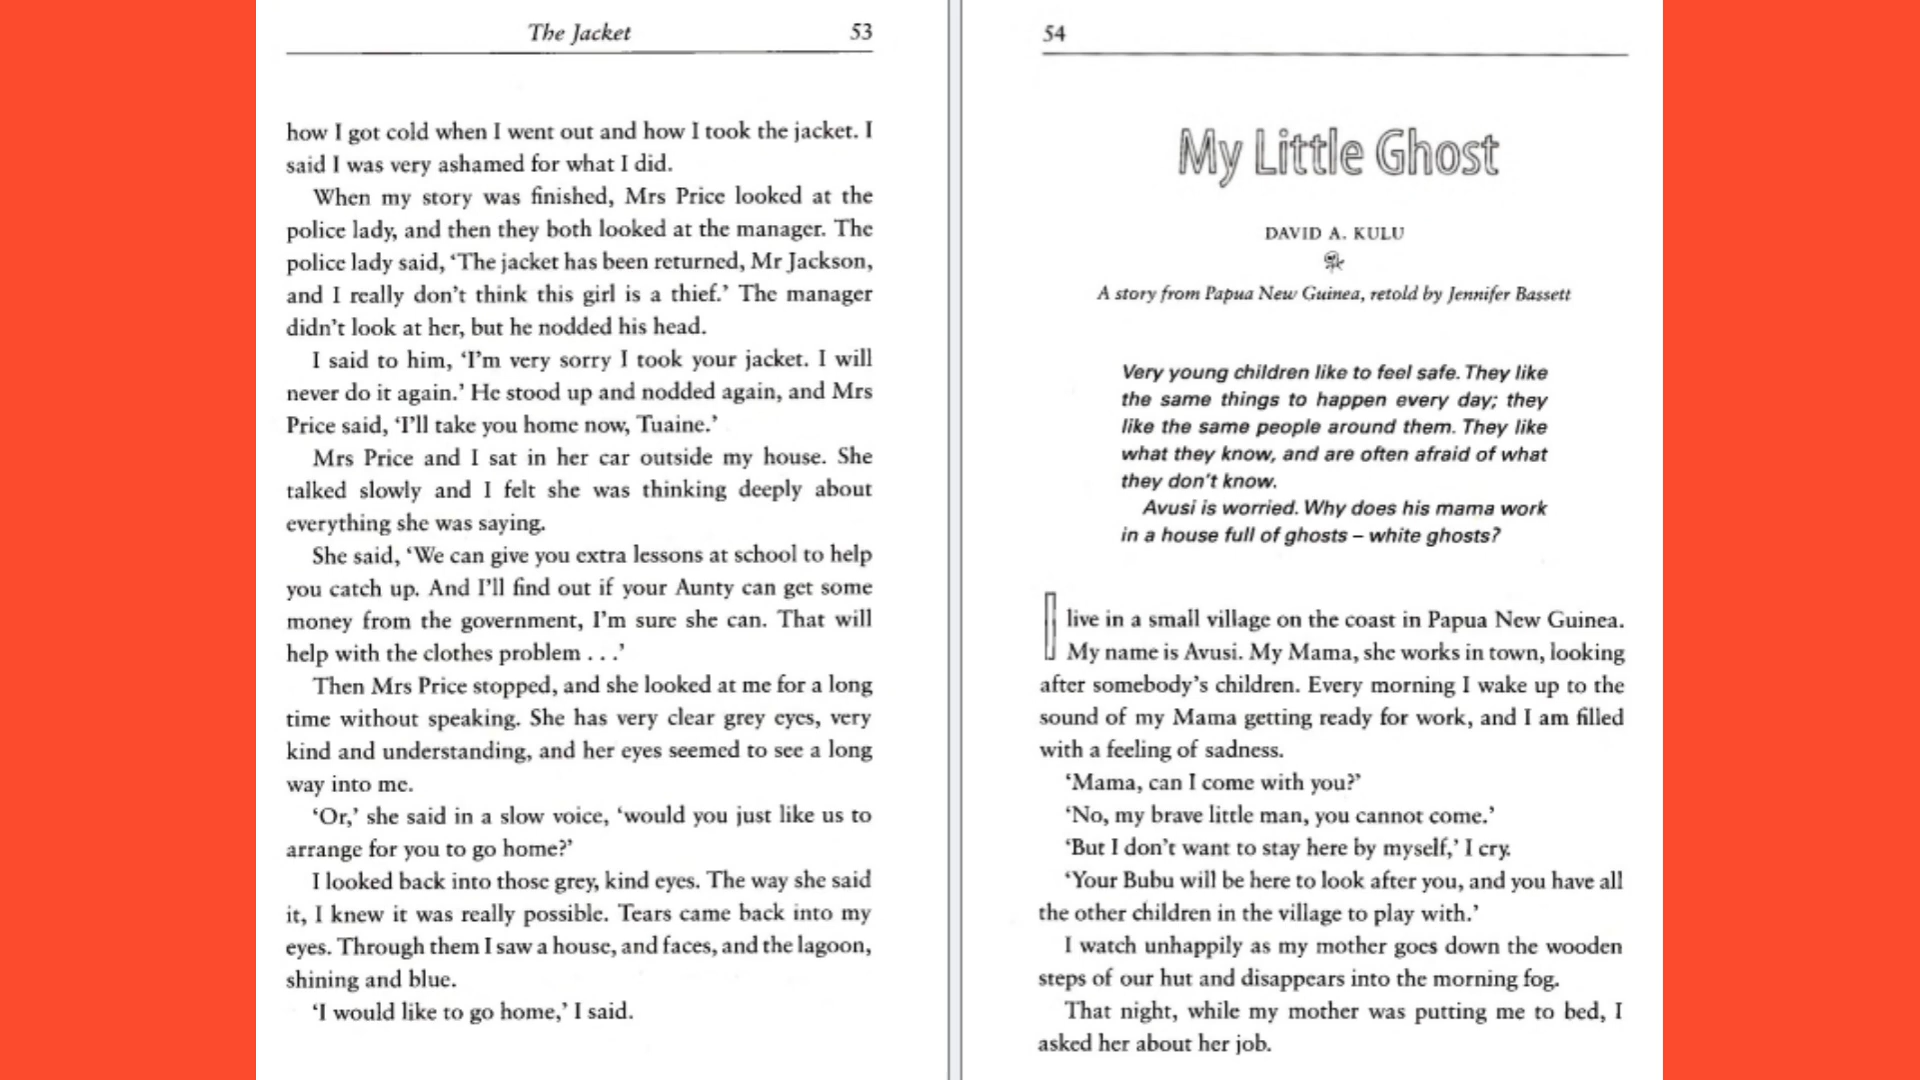 The Jacket 53
how I got cold when I went out and how I took the jacket. I
said I was very ashamed for what I did.
When my story was finished, Mrs Price looked at the
police lady, and then they both looked at the manager. The
police lady said, ‘The jacket has been returned, Mr Jackson,
and I really don’t think this girl is a thief.’ The manager
didn’t look at her, but he nodded his head.
I said to him, ‘I’m very sorry I took your jacket. I will
never do it again.’ He stood up and nodded again, and Mrs
Price said, ‘I’ll take you home now, Tuaine.’
Mrs Price and I sat in her car outside my house. She
talked slowly and I felt she was thinking deeply about
everything she was saying.
She said, ‘We can give you extra lessons at school to help
you catch up. And I’ll find out if your Aunty can get some
money from the government, I’m sure she can. That will
help with the clothes problem . . .’
Then Mrs Price stopped, and she looked at me for a long
time without speaking. She has very clear grey eyes, very
kind and understanding, and her eyes seemed to see a long
way into me.
‘Or,’ she said in a slow voice, ‘would you just like us to
arrange for you to go home?’
I looked back into those grey, kind eyes. The way she said
it, I knew it was really possible. Tears came back into my
eyes. Through them I saw a house, and faces, and the lagoon,
shining and blue.
‘I would like to go home,’ I said.
54
My Little Ghost
DAVID A. KULU
A story from Papua New Guinea, retold by Jennifer Bassett
Very young children like to feel safe. They like
the same things to happen every day; they
like the same people around them. They like
what they know, and are often afraid of what
they don’t know.
Avusi is worried. Why does his mama work
in a house full of ghosts – white ghosts?
I live in a small village on the coast in Papua New Guinea.
My name is Avusi. My Mama, she works in town, looking
after somebody’s children. Every morning I wake up to the
sound of my Mama getting ready for work, and I am filled
with a feeling of sadness.
‘Mama, can I come with you?’
‘No, my brave little man, you cannot come.’
‘But I don’t want to stay here by myself,’ I cry.
‘Your Bubu will be here to look after you, and you have all
the other children in the village to play with.’
I watch unhappily as my mother goes down the wooden
steps of our hut and disappears into the morning fog.
That night, while my mother was putting me to bed, I
asked her about her job.